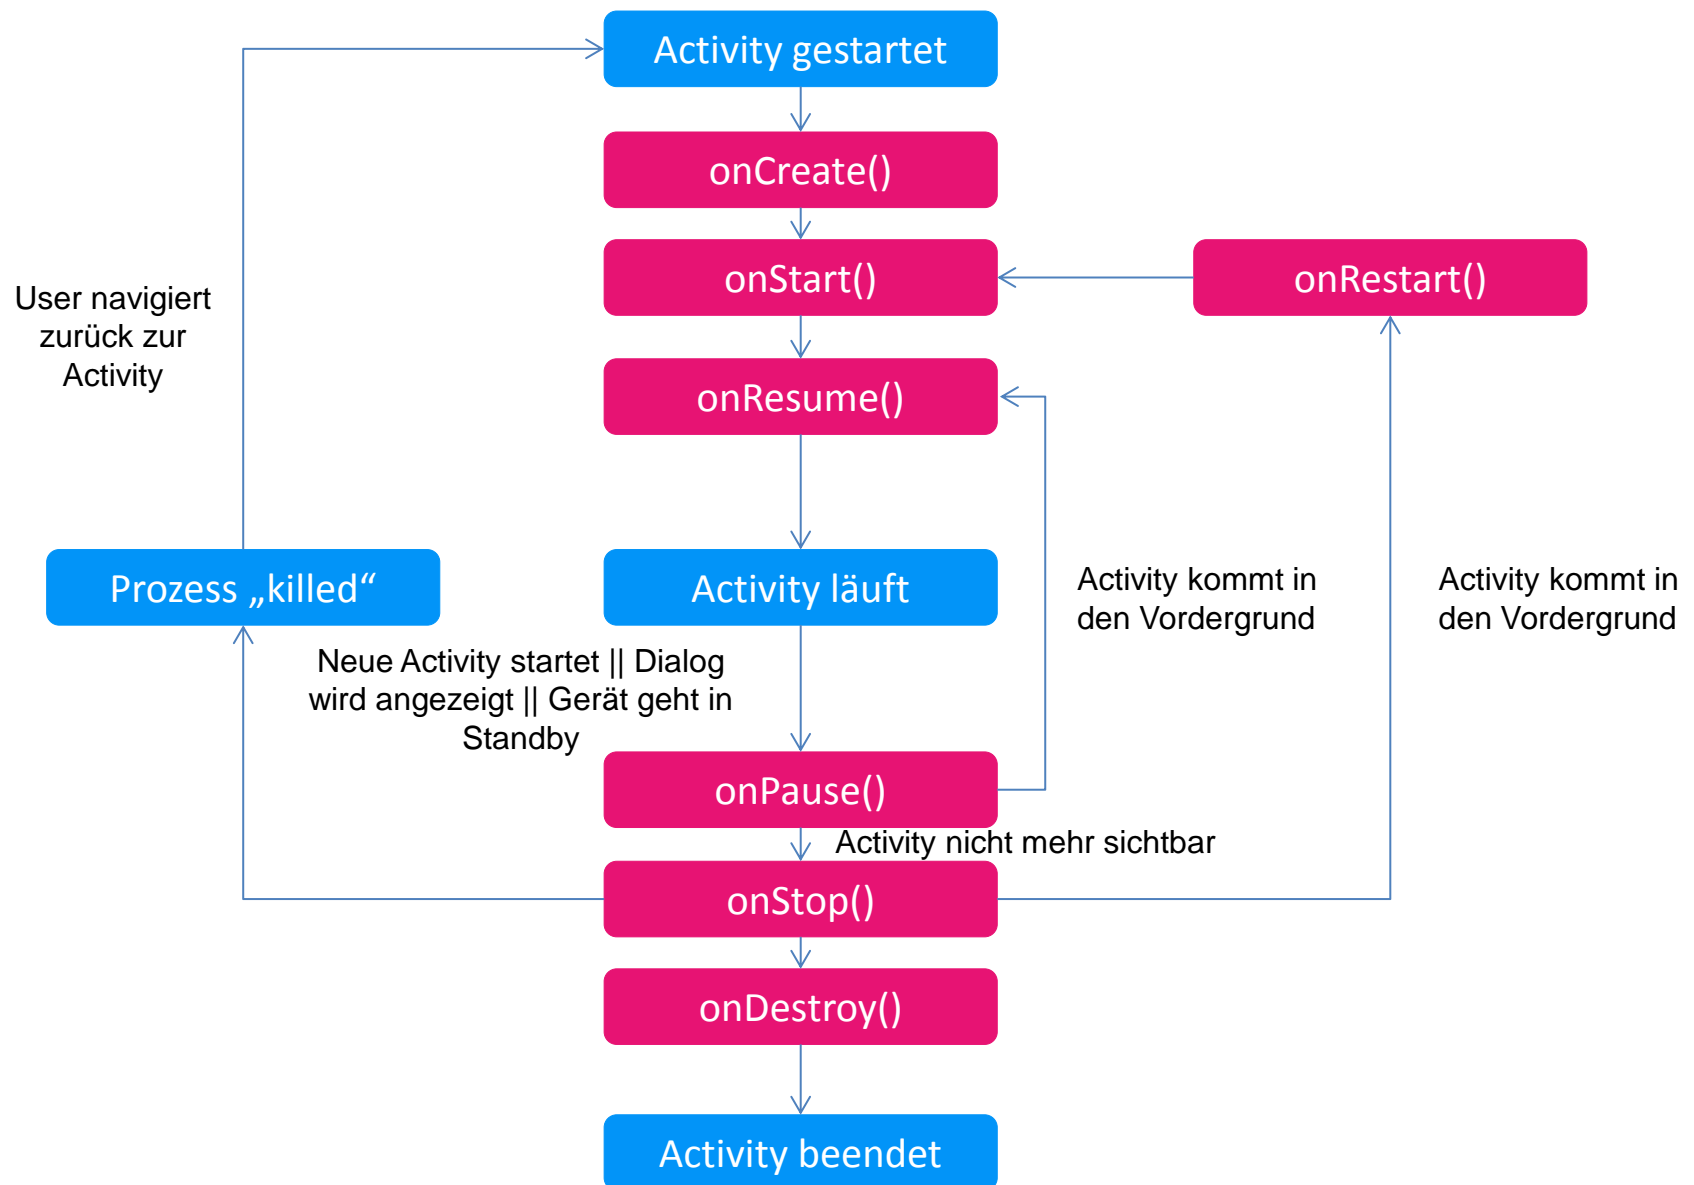 Activity gestartet
onCreate()
onStart()
onRestart()
User navigiert
zurück zur
Activity
onResume()
Prozess „killed“
Activity läuft
Activity kommt in
den Vordergrund
Activity kommt in
den Vordergrund
Neue Activity startet || Dialog
wird angezeigt || Gerät geht in
Standby
onPause()
Activity nicht mehr sichtbar
onStop()
onDestroy()
Activity beendet